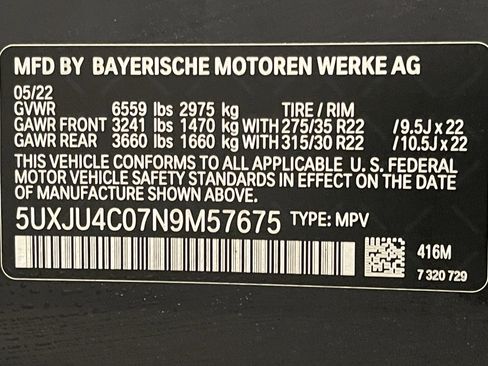 MFD BY BAYERISCHE MOTOREN WERKE AG
05/22
GVWR 6559 lbs 2975 kg TIRE / RIM
GAWR FRONT 3241 lbs 1470 kg WITH 275/35 R22 /9.5J x 22
GAWR REAR 3660 lbs 1660 kg WITH 315/30 R22 /10.5J x 22
THIS VEHICLE CONFORMS TO ALL APPLICABLE U. S. FEDERAL
MOTOR VEHICLE SAFETY STANDARDS IN EFFECT ON THE
DATE OF MANUFACTURE SHOWN ABOVE.
5UXJU4C07N9M57675 TYPE: MPV
416M
7 320 729